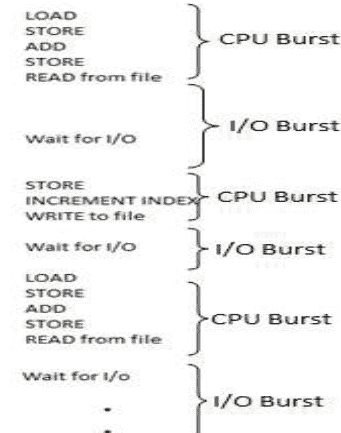 LOAD
STORE
ADD
STORE
READ from file
CPU Burst
Wait for I/O
I/O Burst
STORE
INCREMENT INDEX
WRITE to file
CPU Burst
Wait for I/O
I/O Burst
LOAD
STORE
ADD
STORE
READ from file
CPU Burst
Wait for I/o
I/O Burst